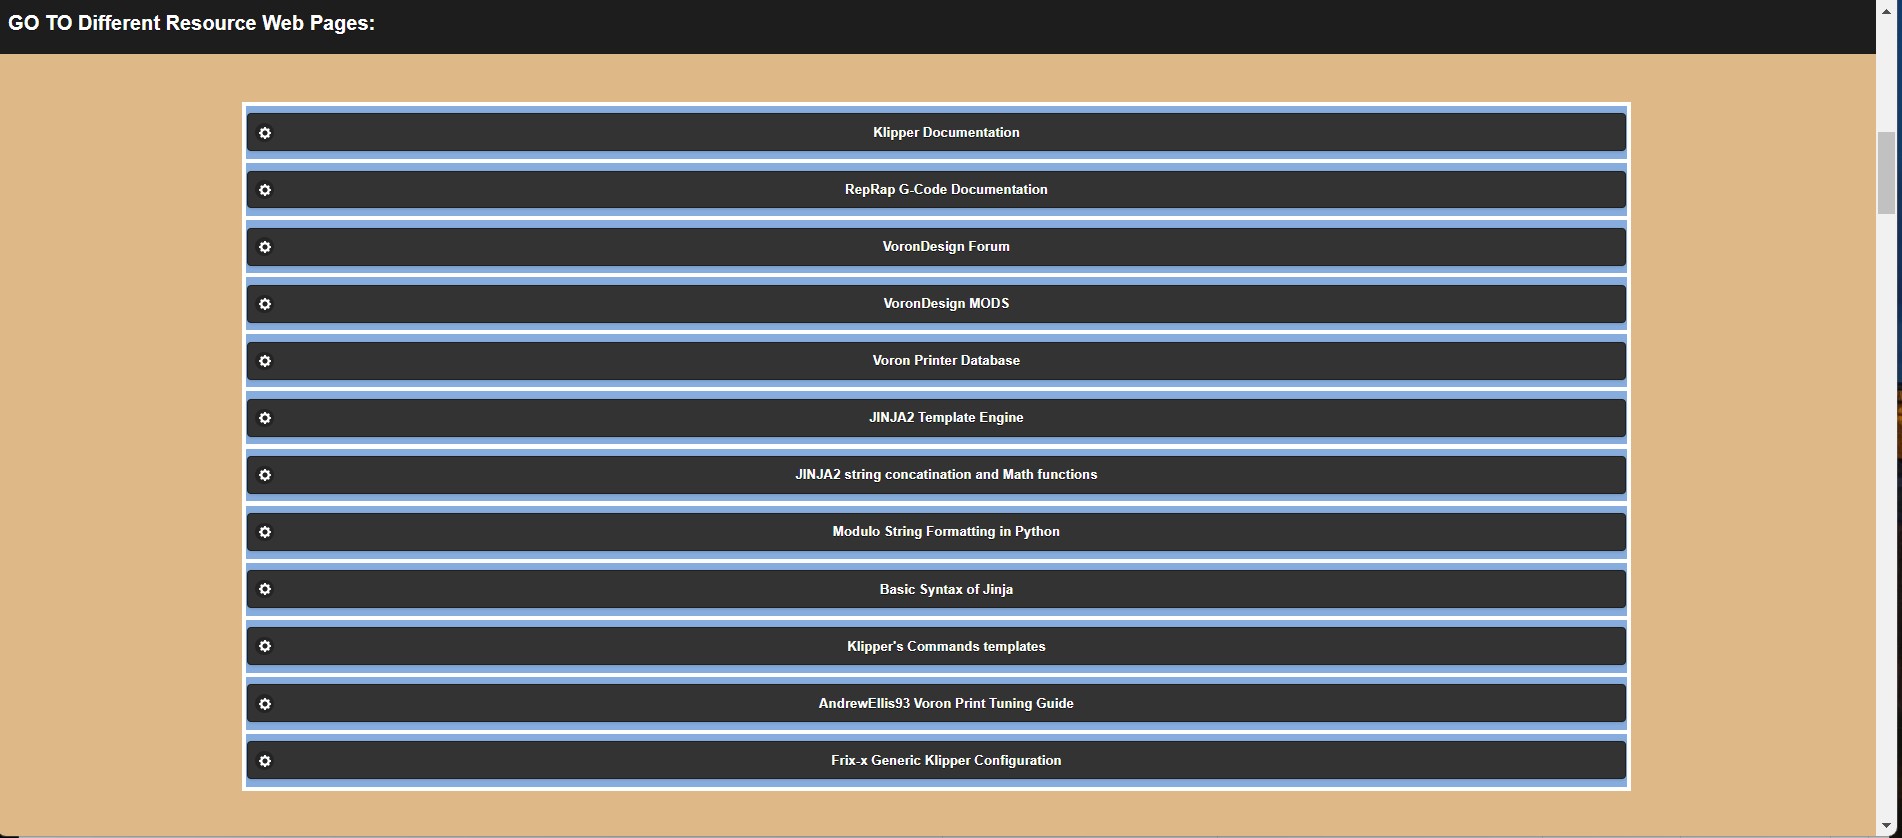 GO TO Different Resource Web Pages:
Klipper Documentation
RepRap G-Code Documentation
VoronDesign Forum
VoronDesign MODS
Voron Printer Database
JINJA2 Template Engine
JINJA2 string concatination and Math functions
Modulo String Formatting in Python
Basic Syntax of Jinja
Klipper's Commands templates
AndrewEllis93 Voron Print Tuning Guide
Frix-x Generic Klipper Configuration